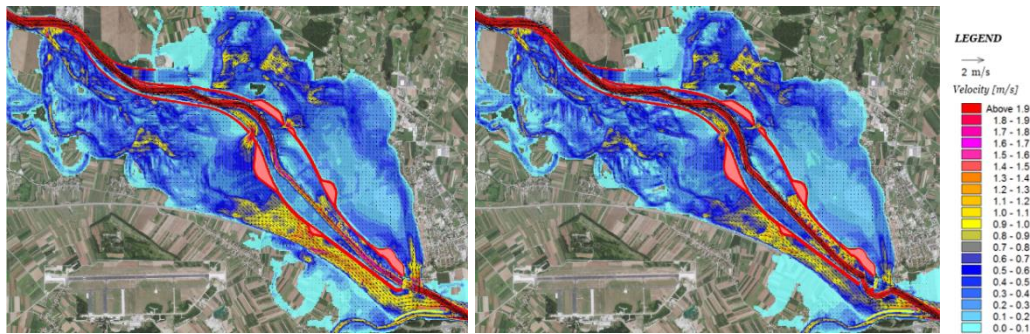 LEGEND
2 m/s
Velocity [m/s]
Above 1.9
1.8 - 1.9
1.7 - 1.8
1.6 - 1.7
1.5 - 1.6
1.4 - 1.5
1.3 - 1.4
1.2 - 1.3
1.1 - 1.2
1.0 - 1.1
0.9 - 1.0
0.8 - 0.9
0.7 - 0.8
0.6 - 0.7
0.5 - 0.6
0.4 - 0.5
0.3 - 0.4
0.2 - 0.3
0.1 - 0.2
0.0 - 0.1